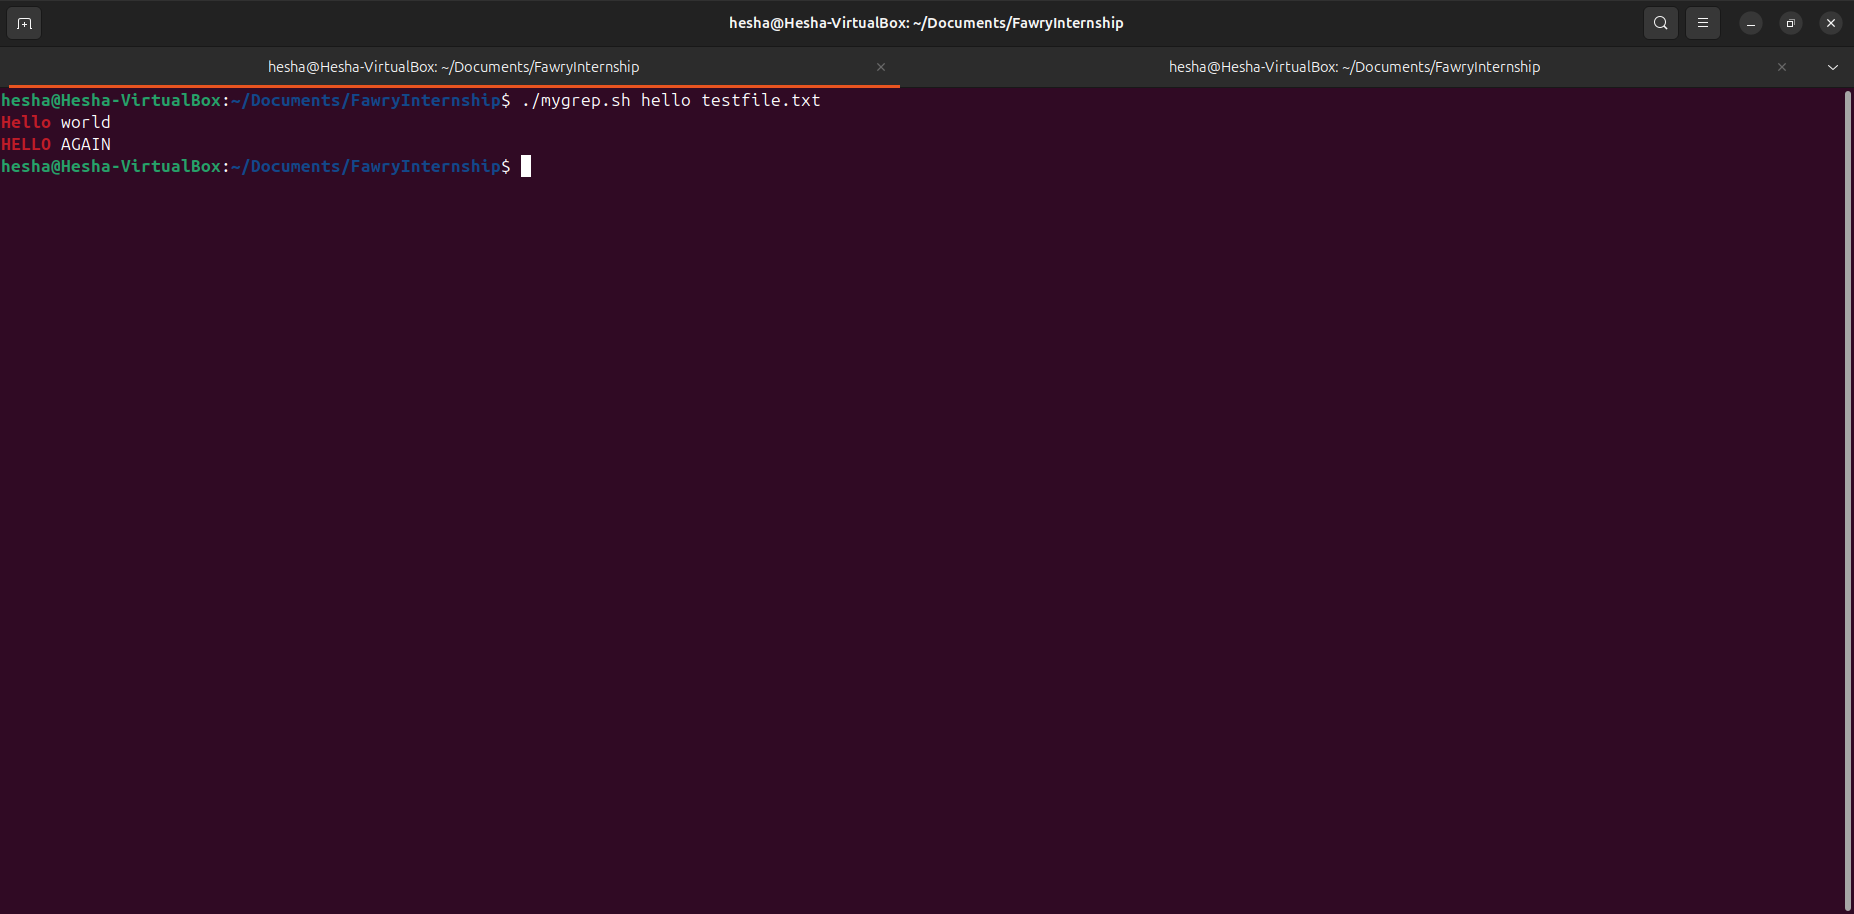 hesha@Hesha-VirtualBox: ~/Documents/FawryInternship
hesha@Hesha-VirtualBox: ~/Documents/FawryInternship
hesha@Hesha-VirtualBox: ~/Documents/FawryInternship
hesha@Hesha-VirtualBox:~/Documents/FawryInternship$ ./mygrep.sh hello testfile.txt
Hello world
HELLO AGAIN
hesha@Hesha-VirtualBox:~/Documents/FawryInternship$